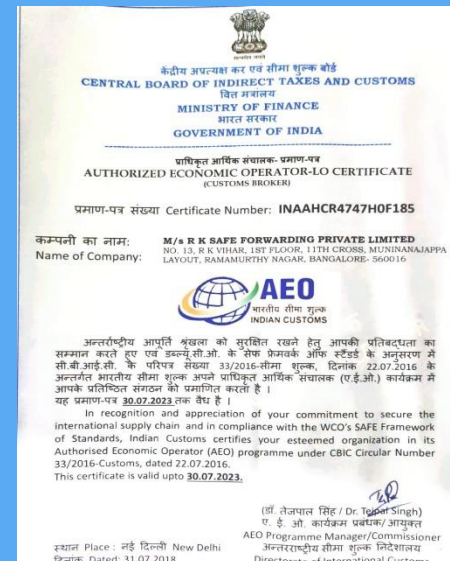 केंद्रीय अप्रत्यक्ष कर एवं सीमा शुल्क बोर्ड
CENTRAL BOARD OF INDIRECT TAXES AND CUSTOMS
वित्त मंत्रालय
MINISTRY OF FINANCE
भारत सरकार
GOVERNMENT OF INDIA
प्राधिकृत आर्थिक संचालक- प्रमाण-पत्र
AUTHORIZED ECONOMIC OPERATOR-LO CERTIFICATE
(CUSTOMS BROKER)
प्रमाण-पत्र संख्या Certificate Number: INAAHCR4747H0F185
कम्पनी का नाम: M/s R K SAFE FORWARDING PRIVATE LIMITED
Name of Company: NO. 13, R K VIHAR, 1ST FLOOR, 11TH CROSS, MUNINANAJAPPA
LAYOUT, RAMAMURTHY NAGAR, BANGALORE- 560016
AEO
भारतीय सीमा शुल्क
INDIAN CUSTOMS
अन्तर्राष्ट्रीय आपूर्ति श्रृंखला को सुरक्षित रखने हेतु आपकी प्रतिबद्धता का
सम्मान करते हुए एवं डब्ल्यू.सी.ओ. के सेफ फ्रेमवर्क ऑफ स्टैंडर्ड के अनुसरण में
सी.बी.आई.सी. के परिपत्र संख्या 33/2016-सीमा शुल्क, दिनांक 22.07.2016 के
अन्तर्गत भारतीय सीमा शुल्क अपने प्राधिकृत आर्थिक संचालक (ए.ई.ओ.) कार्यक्रम में
आपके प्रतिष्ठित संगठन को प्रमाणित करता है ।
यह प्रमाण-पत्र 30.07.2023 तक वैध है ।
In recognition and appreciation of your commitment to secure the
international supply chain and in compliance with the WCO's SAFE Framework
of Standards, Indian Customs certifies your esteemed organization in its
Authorised Economic Operator (AEO) programme under CBIC Circular Number
33/2016-Customs, dated 22.07.2016.
This certificate is valid upto 30.07.2023.
(डॉ. तेजपाल सिंह / Dr. Tejpal Singh)
ए. ई. ओ. कार्यक्रम प्रबंधक/आयुक्त
AEO Programme Manager/Commissioner
स्थान Place : नई दिल्ली New Delhi अन्तरराष्ट्रीय सीमा शुल्क निदेशालय
दिनांक Dated: 31.07.2018 Directorate of International Customs